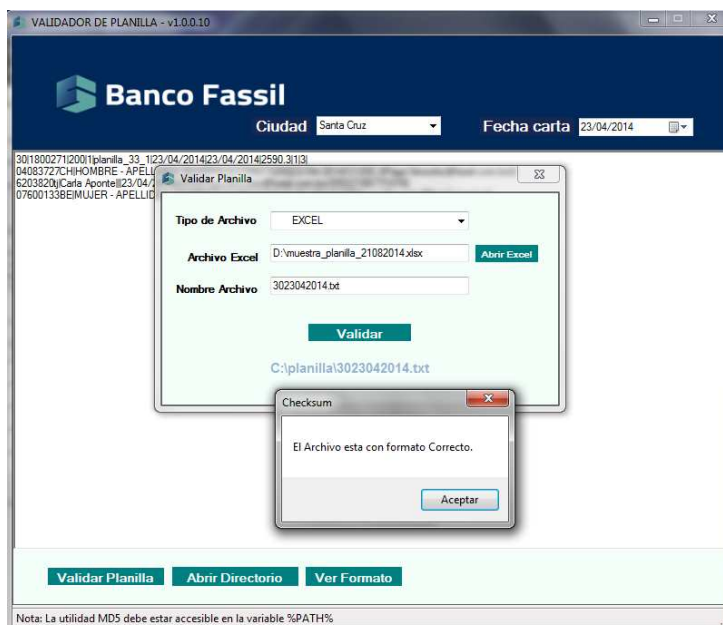 VALIDADOR DE PLANILLA - v1.0.0.10
Banco Fassil
Ciudad Santa Cruz Fecha carta 23/04/2014
30|1800271|200|1|planilla_33_1|23/04/2014|23/04/2014|2590.3|1|3|
04083727CH|HOMBRE - APELL
6203820tj|Carla Aponte|||23/04/2
07600133BE|MUJER - APELLID
Validar Planilla
Tipo de Archivo EXCEL
Archivo Excel D:\muestra_planilla_21082014.xlsx Abrir Excel
Nombre Archivo 3023042014.txt
Validar
C:\planilla\3023042014.txt
Checksum
El Archivo esta con formato Correcto.
Aceptar
Validar Planilla Abrir Directorio Ver Formato
Nota: La utilidad MD5 debe estar accesible en la variable %PATH%